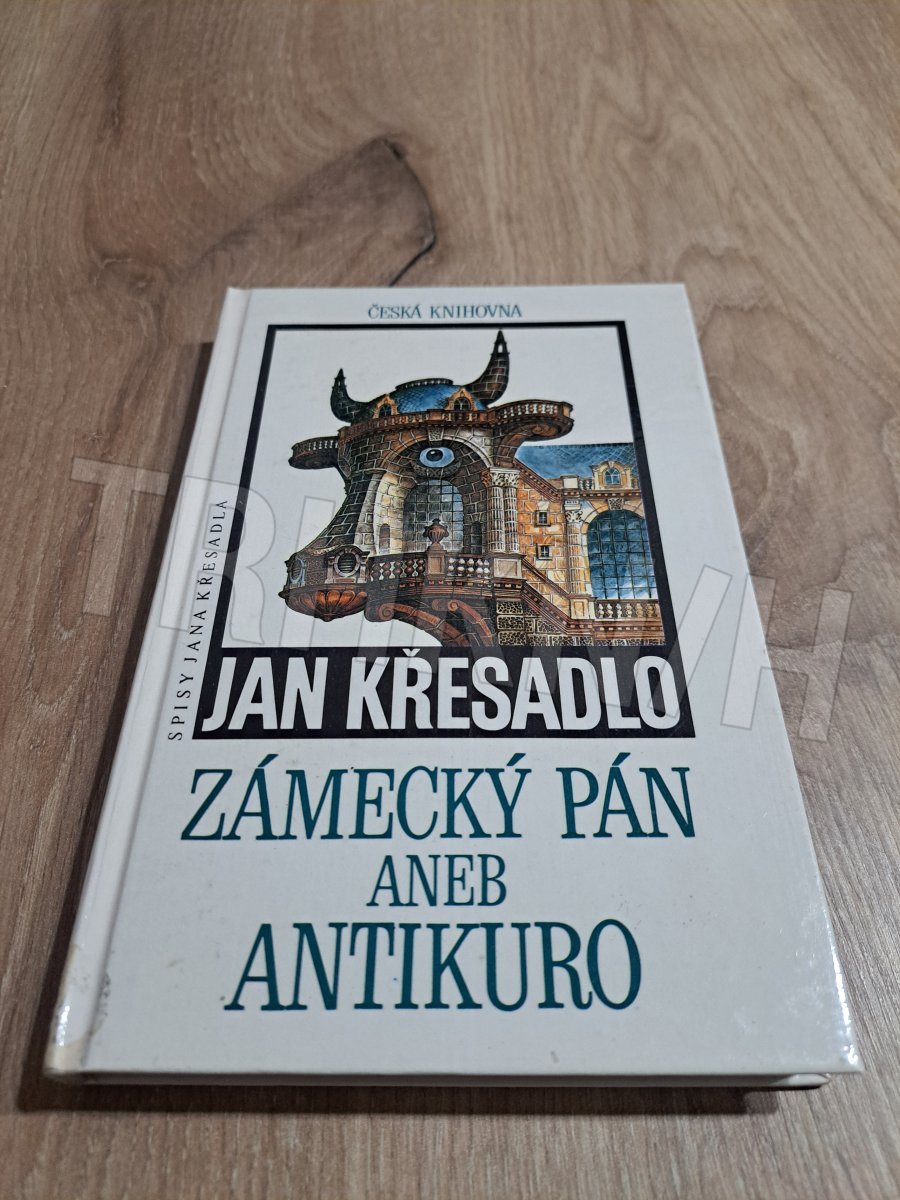 ČESKÁ KNIHOVNA
SPISY JANA KŘESADLA
JAN KŘESADLO
ZÁMECKÝ PÁN
ANEB
ANTIKURO